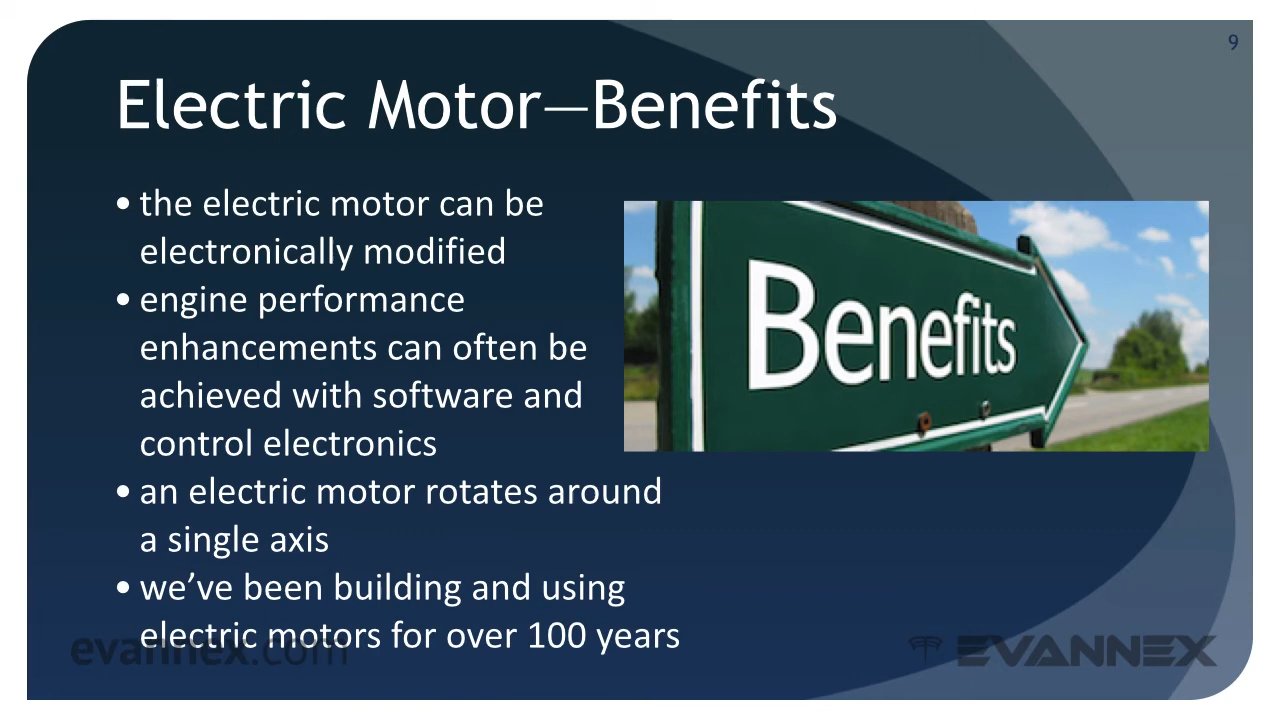 9
Electric Motor—Benefits
• the electric motor can be
electronically modified
• engine performance
enhancements can often be
achieved with software and
control electronics
• an electric motor rotates around
a single axis
• we’ve been building and using
electric motors for over 100 years
Benefits
evannex.com
EVANNEX